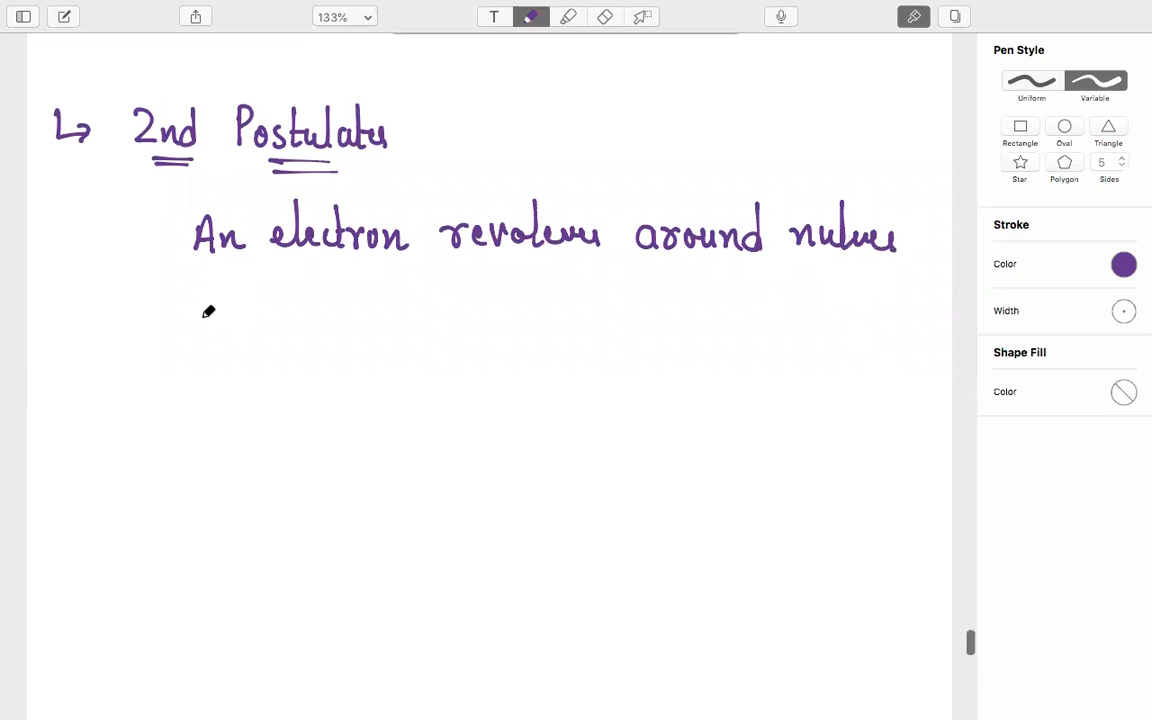 133%
T
Pen Style
Uniform Variable
Rectangle Oval Triangle
5
Star Polygon Sides
Stroke
Color
Width
Shape Fill
Color
↳ 2nd Postulates
An electron revolves around nucleus